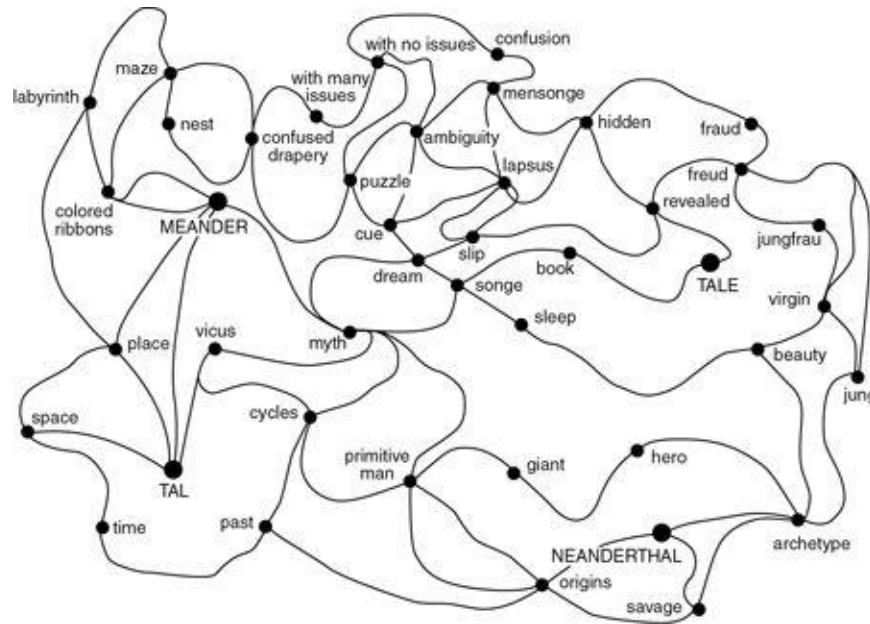 with no issues
confusion
maze
with many
issues
labyrinth
mensonge
nest
confused
drapery
ambiguity
hidden
fraud
lapsus
puzzle
freud
colored
ribbons
MEANDER
cue
slip
revealed
jungfrau
dream
songe
book
TALE
virgin
place
vicus
myth
sleep
beauty
jung
space
cycles
primitive
man
giant
hero
TAL
time
past
NEANDERTHAL
archetype
origins
savage